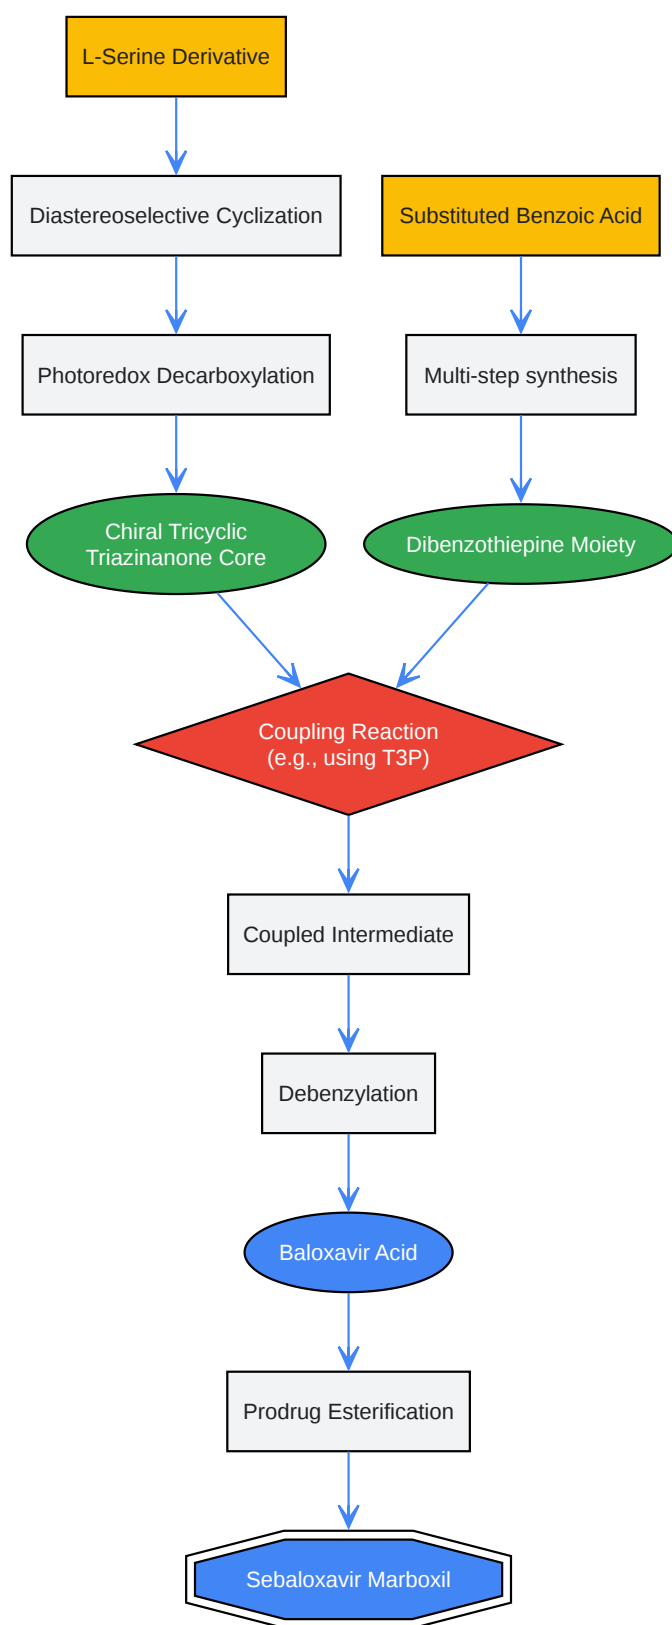 L-Serine Derivative
Diastereoselective Cyclization
Substituted Benzoic Acid
Photoredox Decarboxylation
Multi-step synthesis
Chiral Tricyclic
Triazinanone Core
Dibenzothiepine Moiety
Coupling Reaction
(e.g., using T3P)
Coupled Intermediate
Debenzylation
Baloxavir Acid
Prodrug Esterification
Sebaloxavir Marboxil